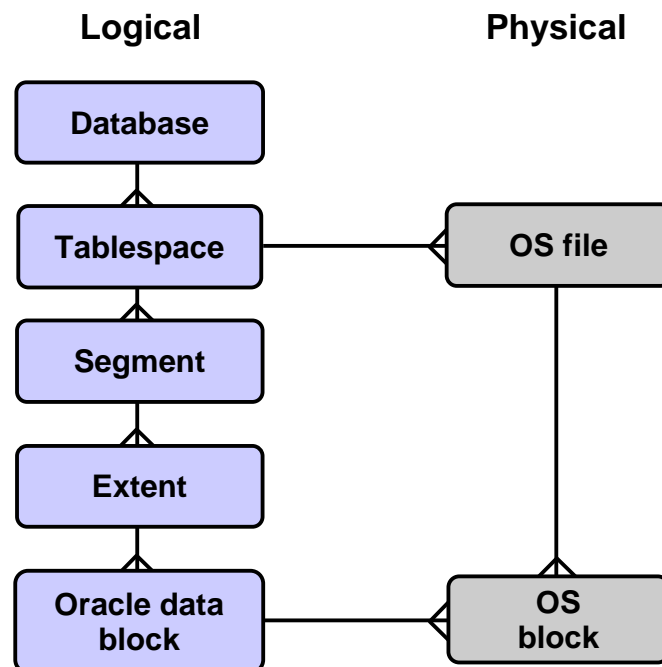 Logical
Physical
Database
Tablespace
OS file
Segment
Extent
Oracle data
block
OS
block